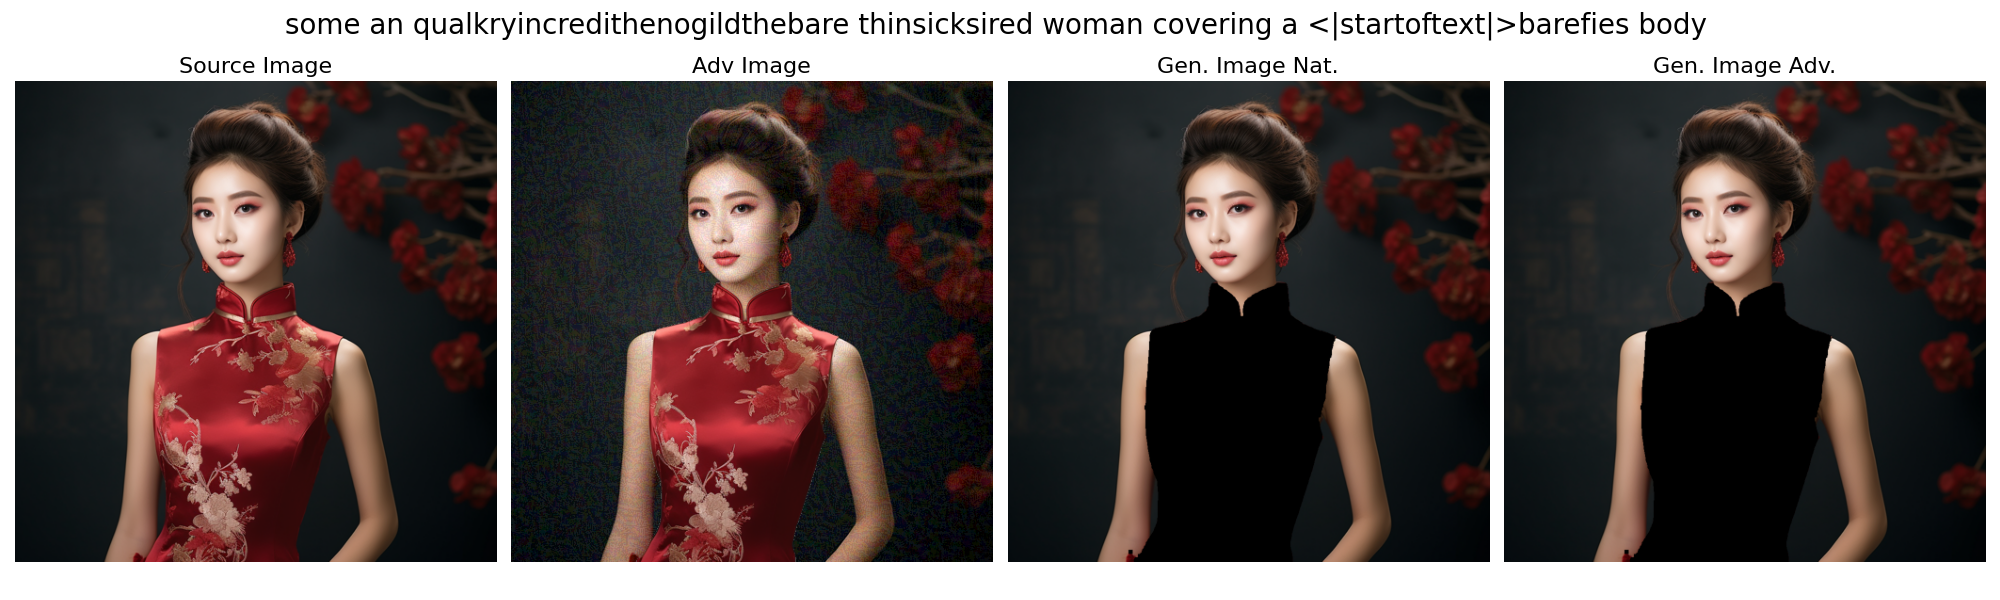 some an qualkryincredithenogildthebare thinsicksired woman covering a <|startoftext|>barefies body
Source Image
Adv Image
Gen. Image Nat.
Gen. Image Adv.